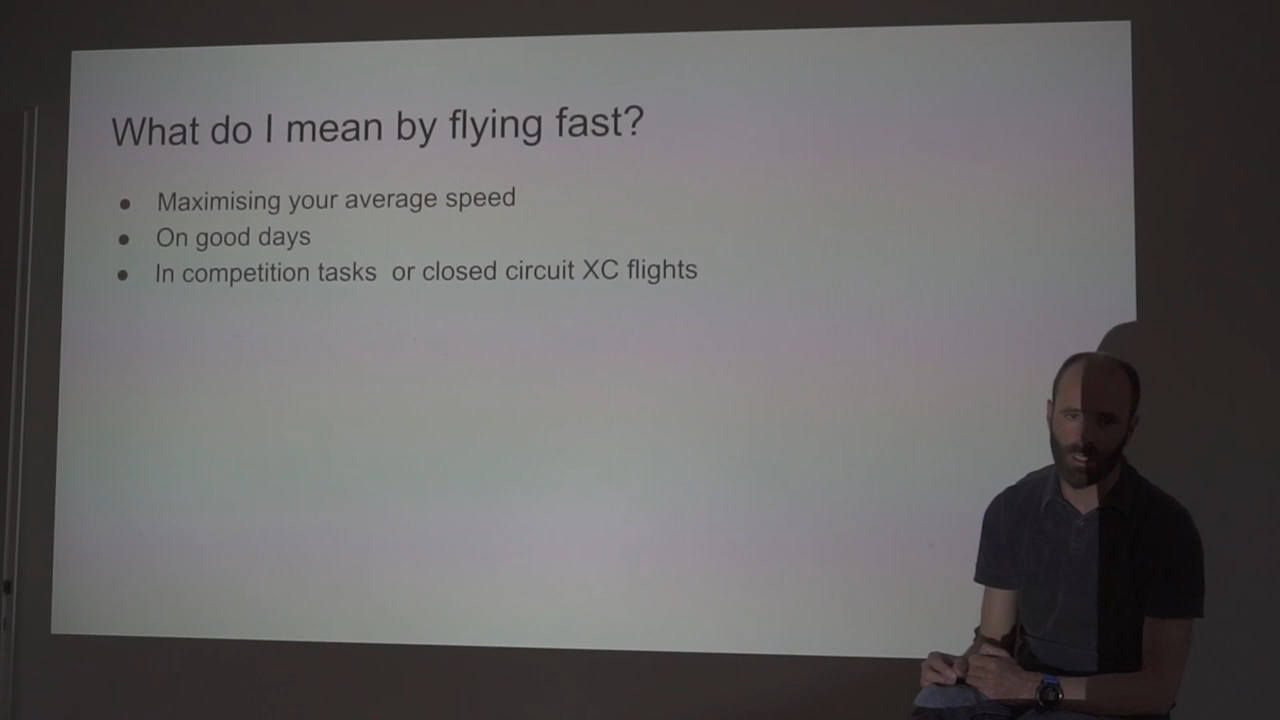 What do I mean by flying fast?
● Maximising your average speed
● On good days
● In competition tasks  or closed circuit XC flights